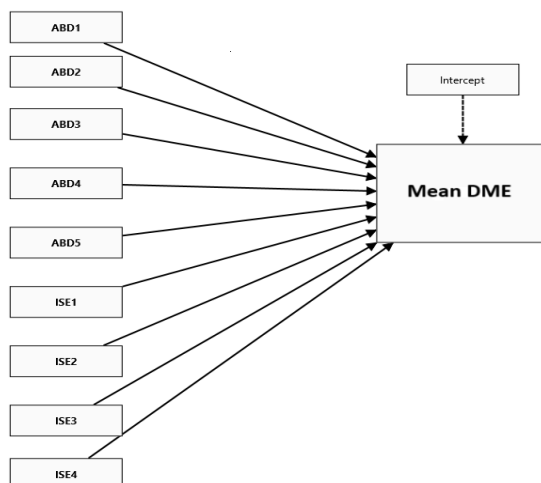 ABD1
ABD2
Intercept
ABD3
ABD4
Mean DME
ABD5
ISE1
ISE2
ISE3
ISE4